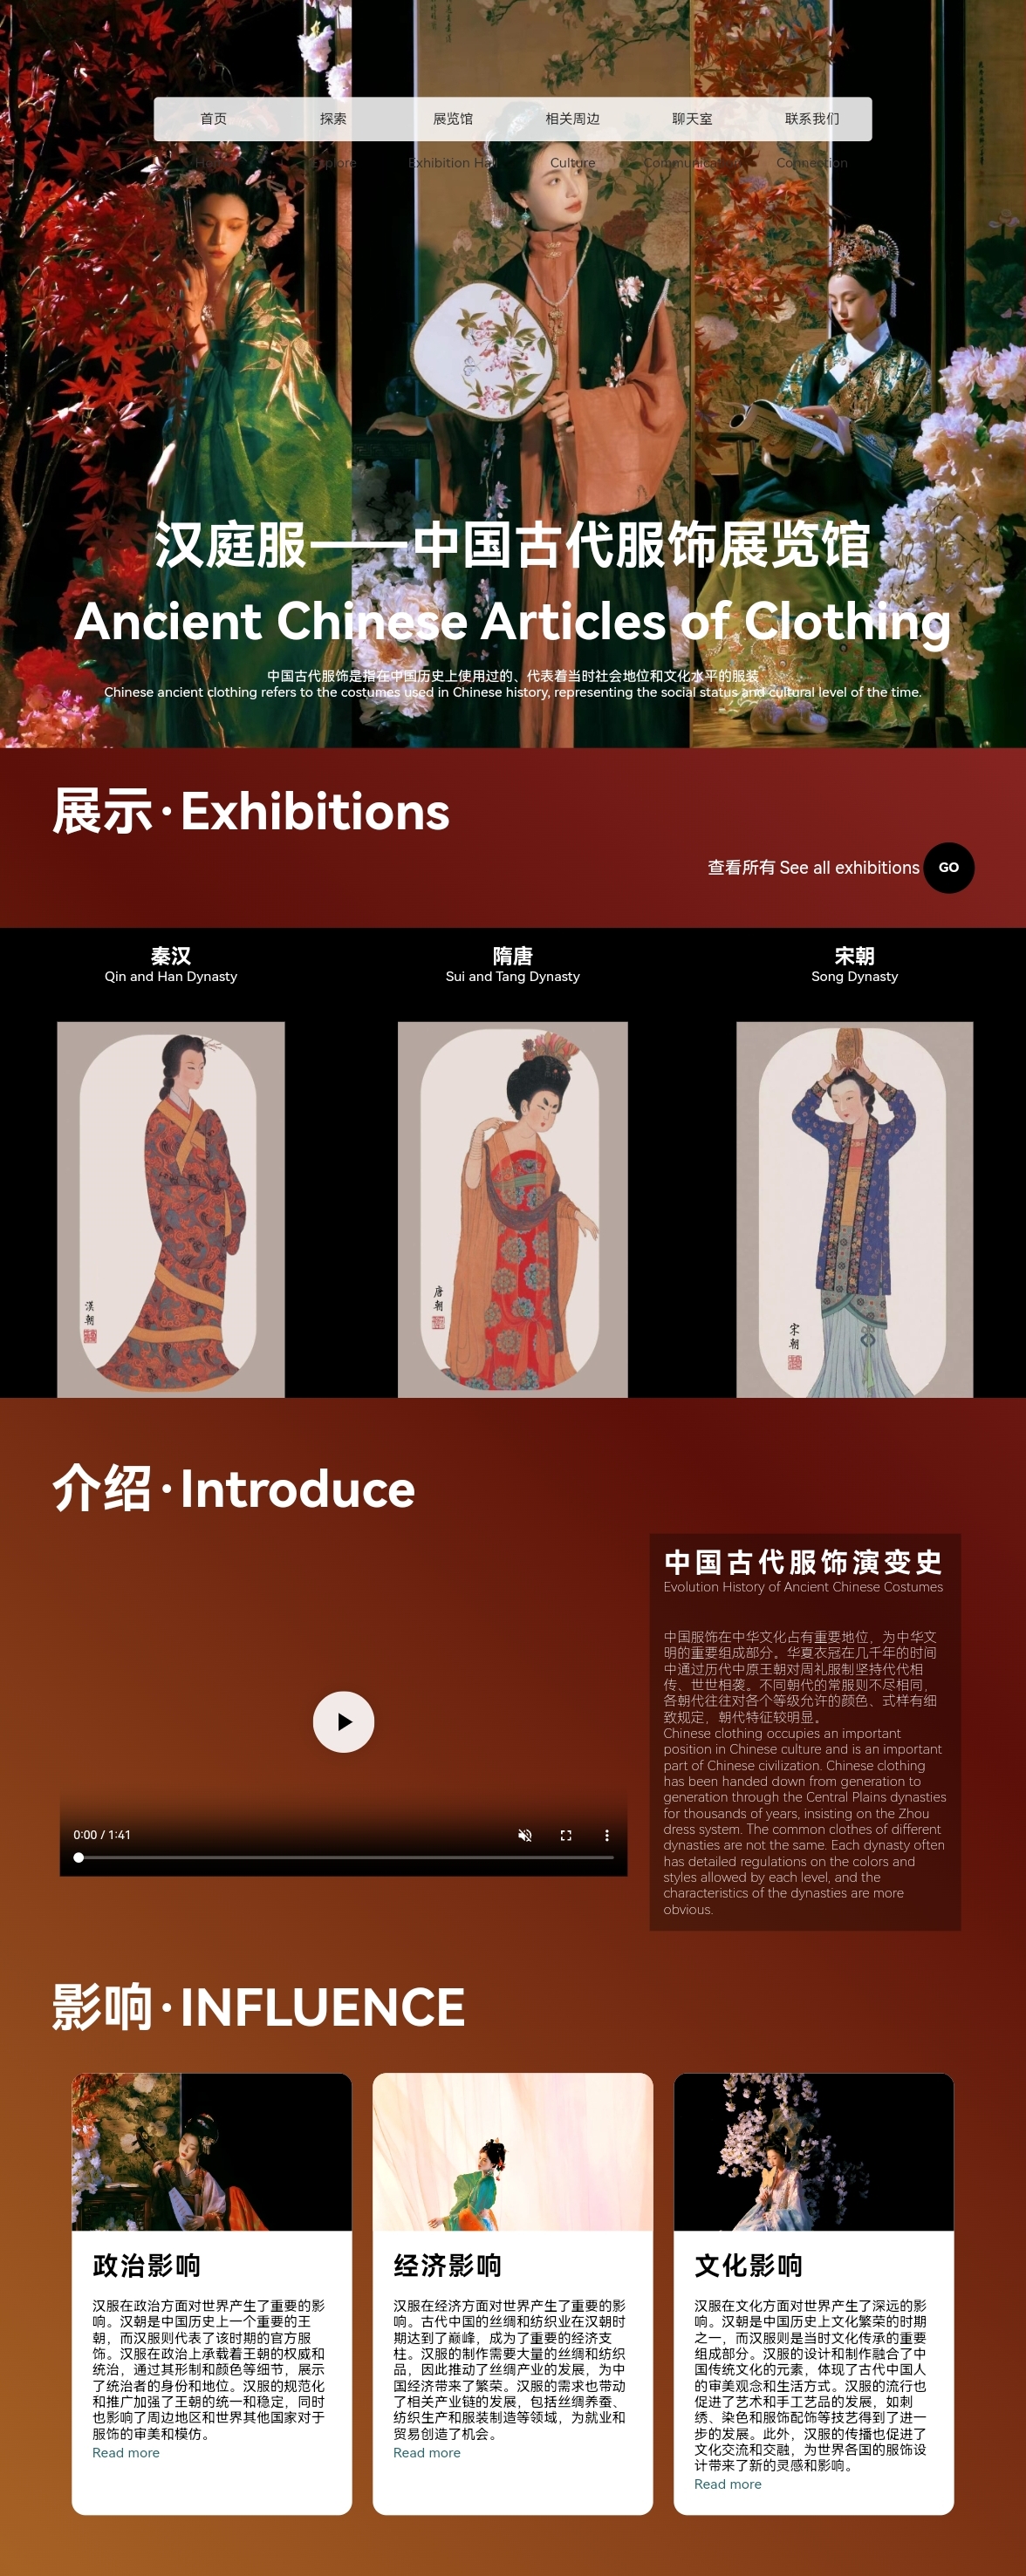 首页 探索 展览馆 相关周边 聊天室 联系我们
Exhibition Hall Culture Connection
汉庭服——中国古代服饰展览馆
Ancient Chinese Articles of Clothing
中国古代服饰是指在中国历史上使用过的、代表着当时社会地位和文化水平的服装
Chinese ancient clothing refers to the costumes used in Chinese history, representing the social status and cultural level of the time.
展示·Exhibitions
查看所有 See all exhibitions GO
秦汉
Qin and Han Dynasty
隋唐
Sui and Tang Dynasty
宋朝
Song Dynasty
漢朝
唐朝
宋朝
介绍·Introduce
0:00 / 1:41
中国古代服饰演变史
Evolution History of Ancient Chinese Costumes
中国服饰在中华文化占有重要地位，为中华文
明的重要组成部分。华夏衣冠在几千年的时间
中通过历代中原王朝对周礼服制坚持代代相
传、世世相袭。不同朝代的常服则不尽相同，
各朝代往往对各个等级允许的颜色、式样有细
致规定，朝代特征较明显。
Chinese clothing occupies an important
position in Chinese culture and is an important
part of Chinese civilization. Chinese clothing
has been handed down from generation to
generation through the Central Plains dynasties
for thousands of years, insisting on the Zhou
dress system. The common clothes of different
dynasties are not the same. Each dynasty often
has detailed regulations on the colors and
styles allowed by each level, and the
characteristics of the dynasties are more
obvious.
影响·INFLUENCE
政治影响
汉服在政治方面对世界产生了重要的影
响。汉朝是中国历史上一个重要的王
朝，而汉服则代表了该时期的官方服
饰。汉服在政治上承载着王朝的权威和
统治，通过其形制和颜色等细节，展示
了统治者的身份和地位。汉服的规范化
和推广加强了王朝的统一和稳定，同时
也影响了周边地区和世界其他国家对于
服饰的审美和模仿。
Read more
经济影响
汉服在经济方面对世界产生了重要的影
响。古代中国的丝绸和纺织业在汉朝时
期达到了巅峰，成为了重要的经济支
柱。汉服的制作需要大量的丝绸和纺织
品，因此推动了丝绸产业的发展，为中
国经济带来了繁荣。汉服的需求也带动
了相关产业链的发展，包括丝绸养蚕、
纺织生产和服装制造等领域，为就业和
贸易创造了机会。
Read more
文化影响
汉服在文化方面对世界产生了深远的影
响。汉朝是中国历史上文化繁荣的时期
之一，而汉服则是当时文化传承的重要
组成部分。汉服的设计和制作融合了中
国传统文化的元素，体现了古代中国人
的审美观念和生活方式。汉服的流行也
促进了艺术和手工艺品的发展，如刺
绣、染色和服饰配饰等技艺得到了进一
步的发展。此外，汉服的传播也促进了
文化交流和交融，为世界各国的服饰设
计带来了新的灵感和影响。
Read more